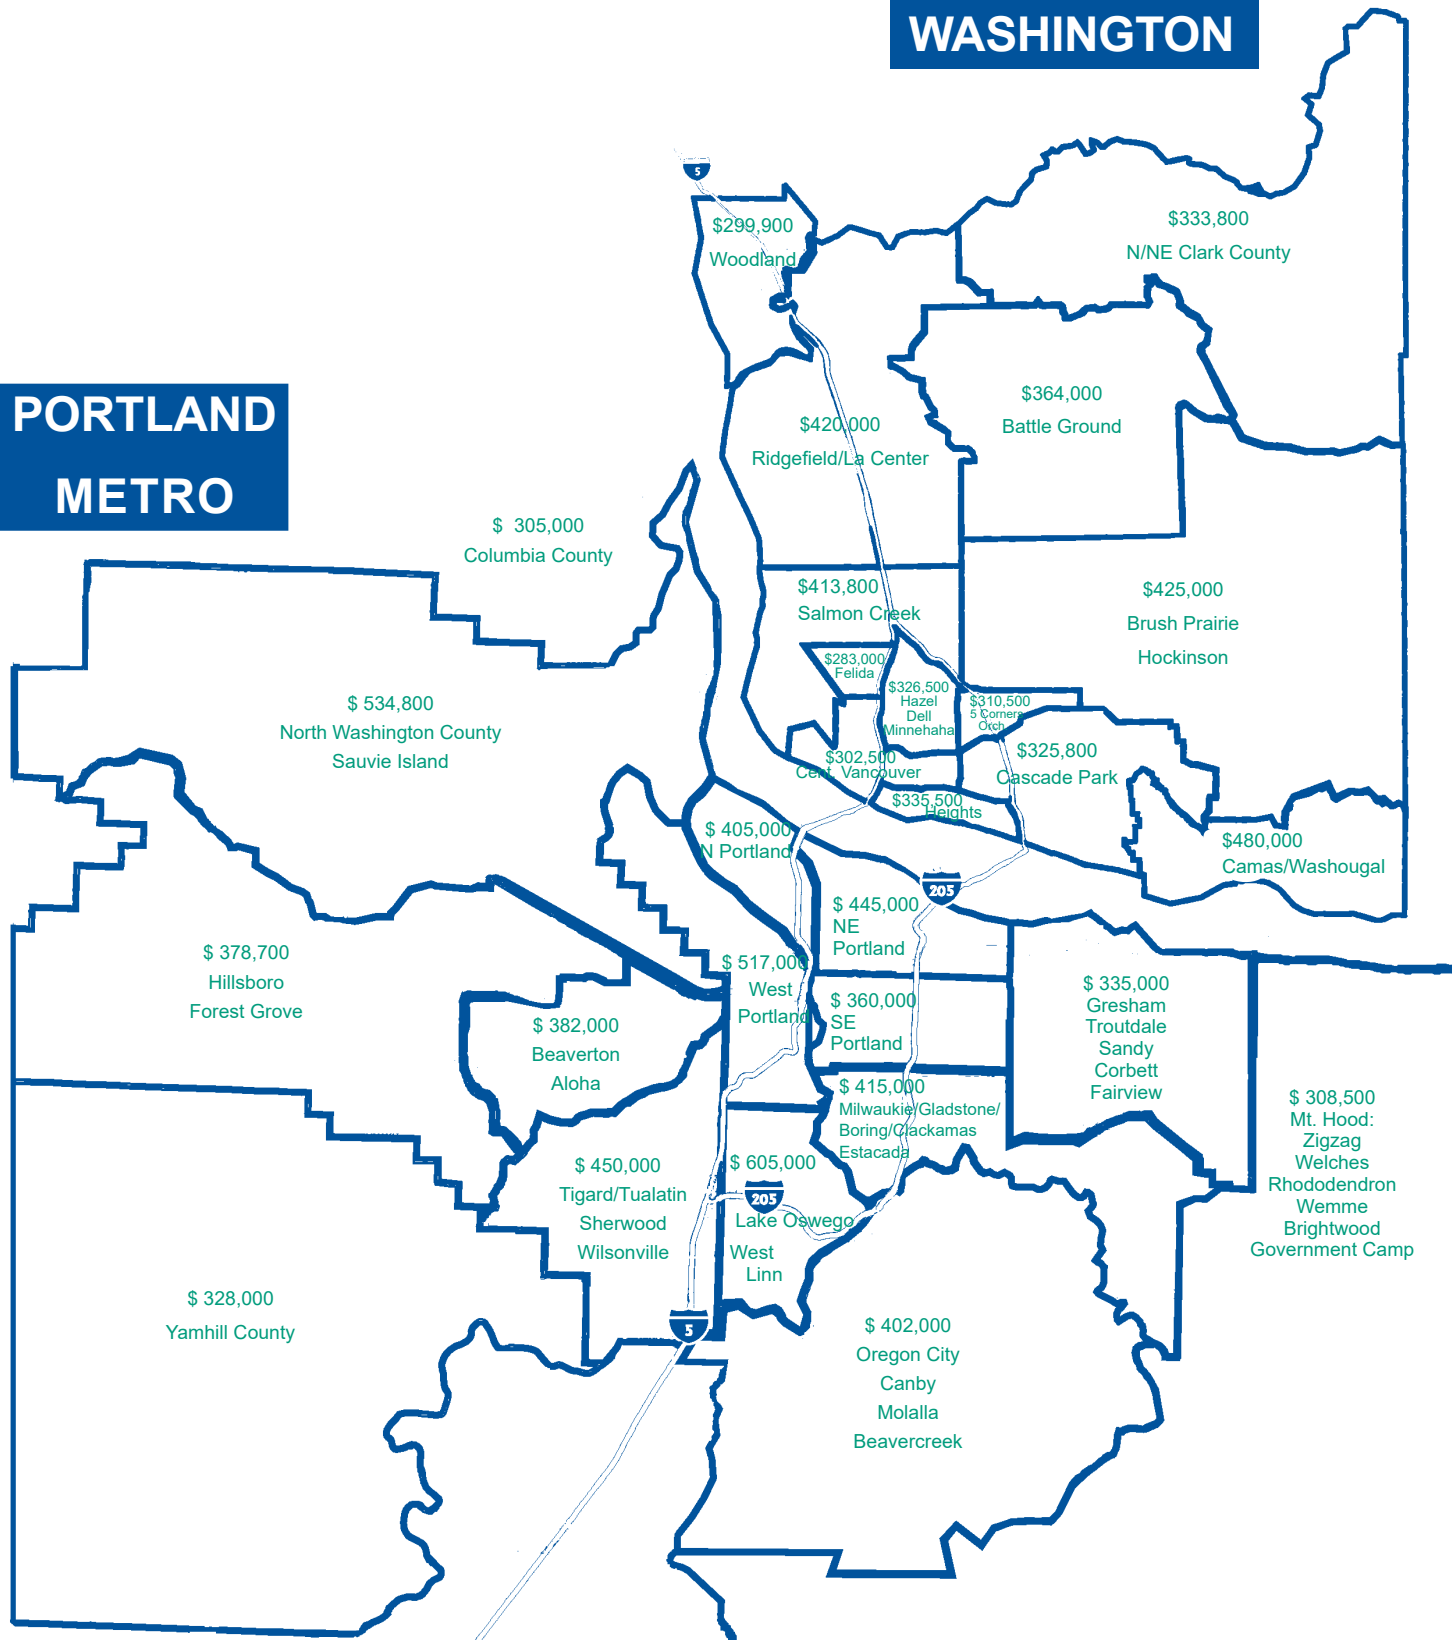 WASHINGTON
5
$299,900
Woodland
$333,800
N/NE Clark County
PORTLAND
METRO
$364,000
Battle Ground
$420,000
Ridgefield/La Center
$ 305,000
Columbia County
$413,800
Salmon Creek
$425,000
Brush Prairie
Hockinson
$283,000
Felida
$326,500
Hazel
Dell
Minnehaha
$310,500
5 Corners
Orch
$ 534,800
North Washington County
Sauvie Island
$302,500
Cent. Vancouver
$325,800
Cascade Park
$335,500
Heights
$480,000
Camas/Washougal
$ 405,000
N Portland
205
$ 445,000
NE
Portland
$ 378,700
Hillsboro
Forest Grove
$ 517,000
West
Portland
$ 360,000
SE
Portland
$ 335,000
Gresham
Troutdale
Sandy
Corbett
Fairview
$ 382,000
Beaverton
Aloha
$ 415,000
Milwaukie/Gladstone/
Boring/Clackamas
Estacada
$ 308,500
Mt. Hood:
Zigzag
Welches
Rhododendron
Wemme
Brightwood
Government Camp
$ 450,000
Tigard/Tualatin
Sherwood
Wilsonville
$ 605,000
205
Lake Oswego
West
Linn
$ 328,000
Yamhill County
5
$ 402,000
Oregon City
Canby
Molalla
Beavercreek